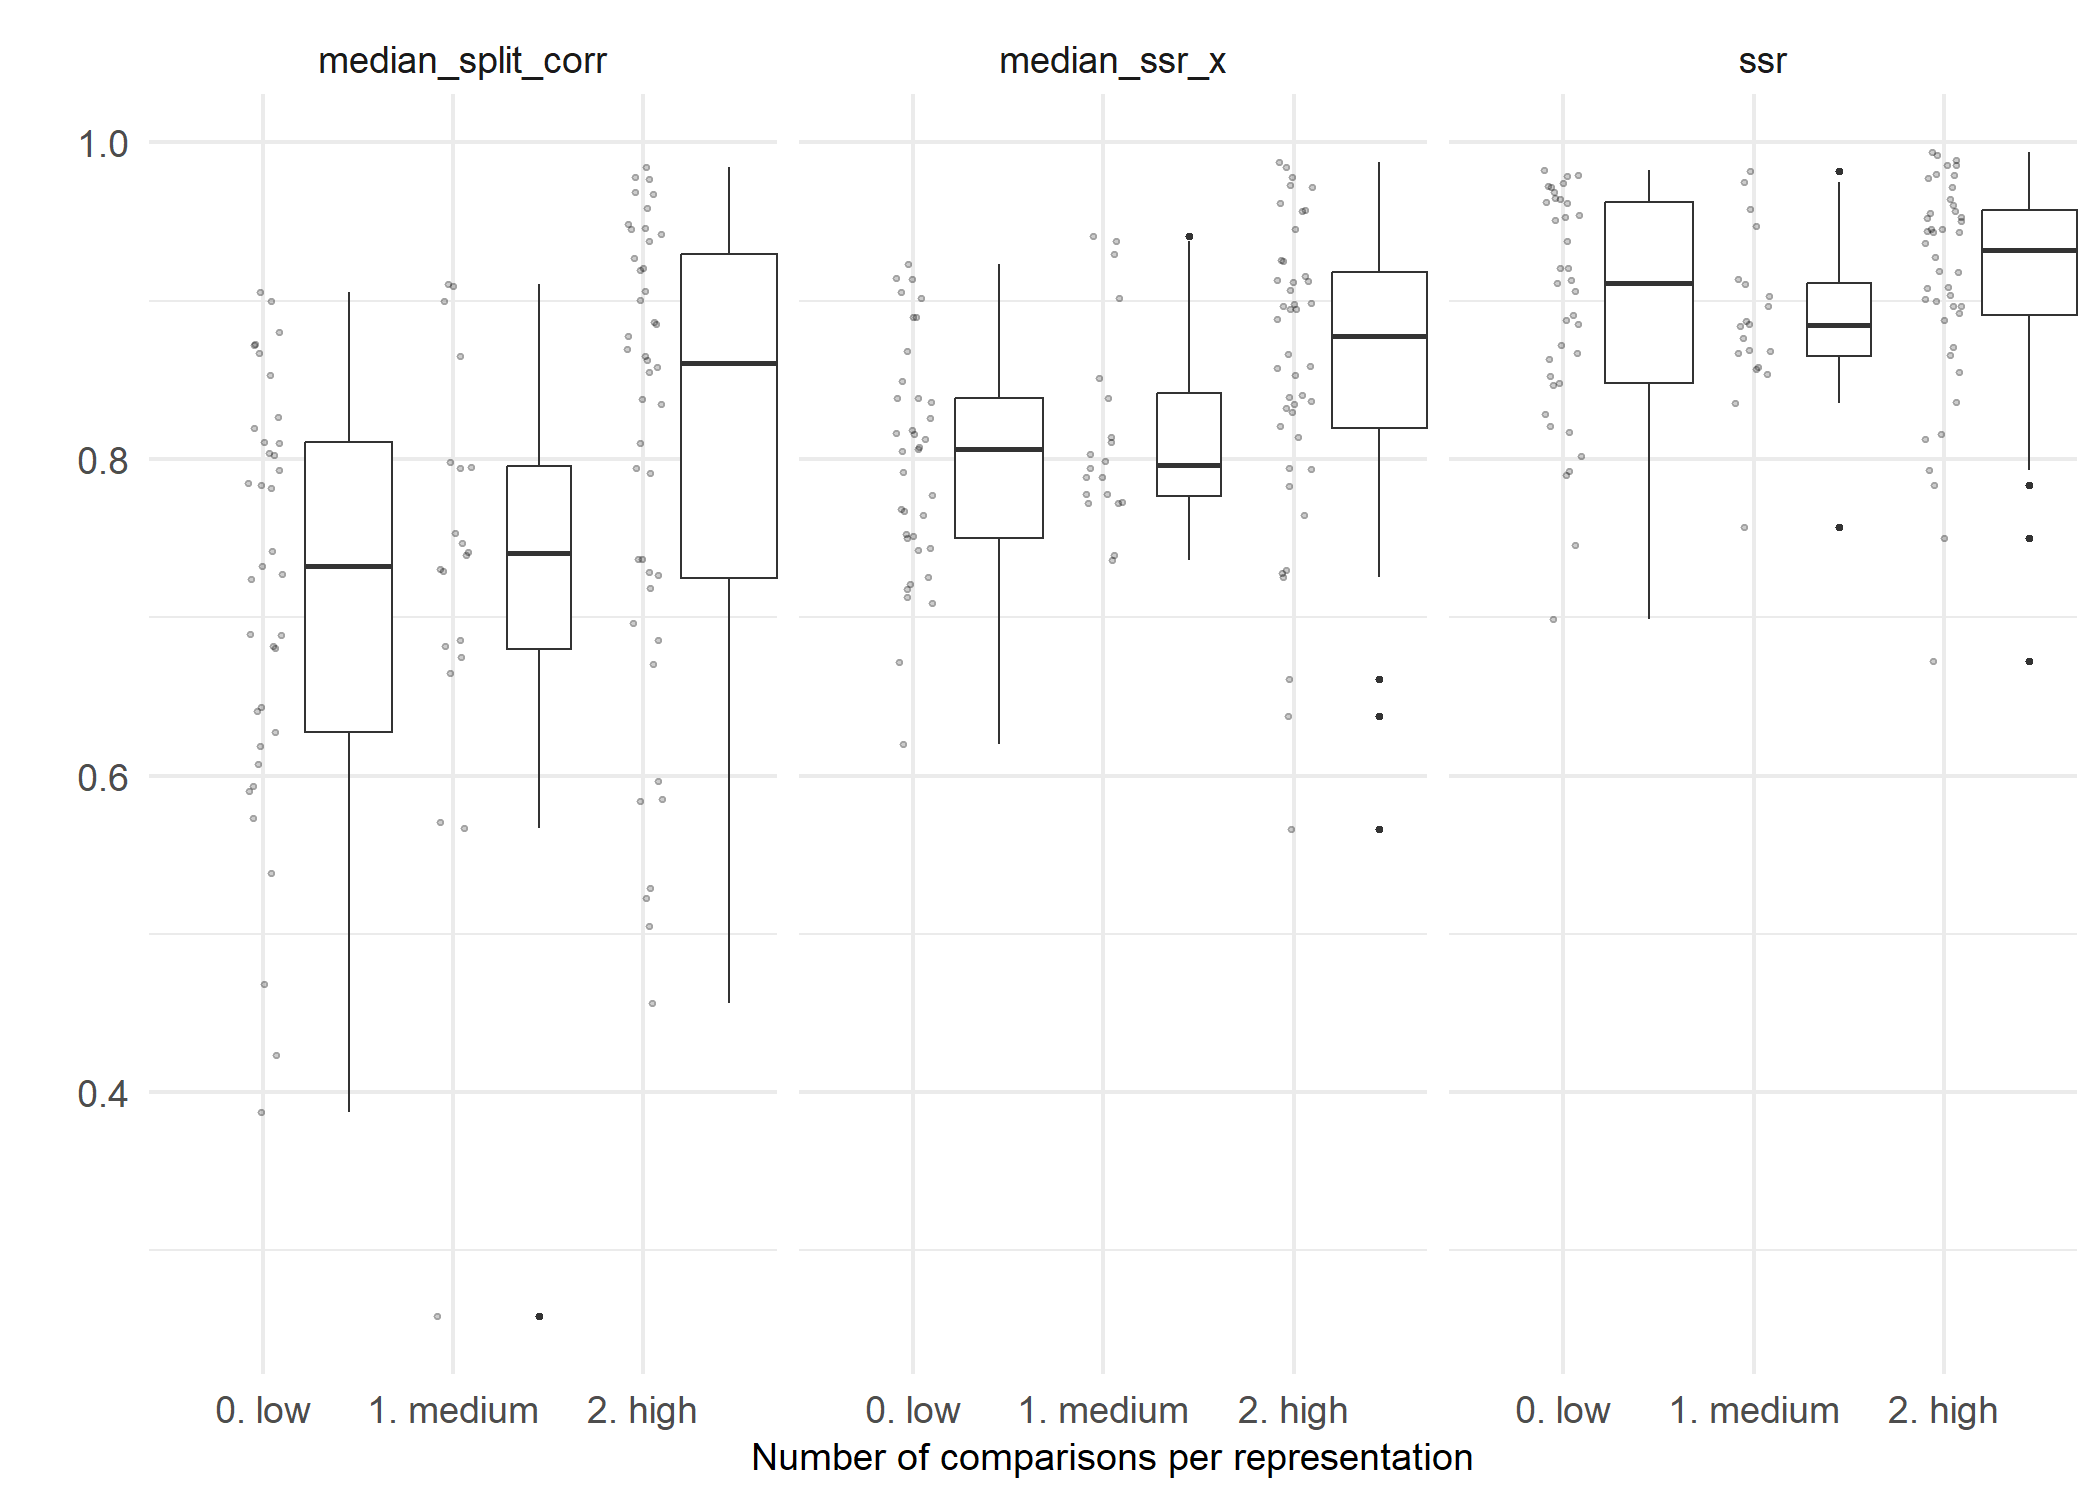 median_split_corr median_ssr_x ssr
1.0
0.8
0.6
0.4
0. low 1. medium 2. high 0. low 1. medium 2. high 0. low 1. medium 2. high
Number of comparisons per representation